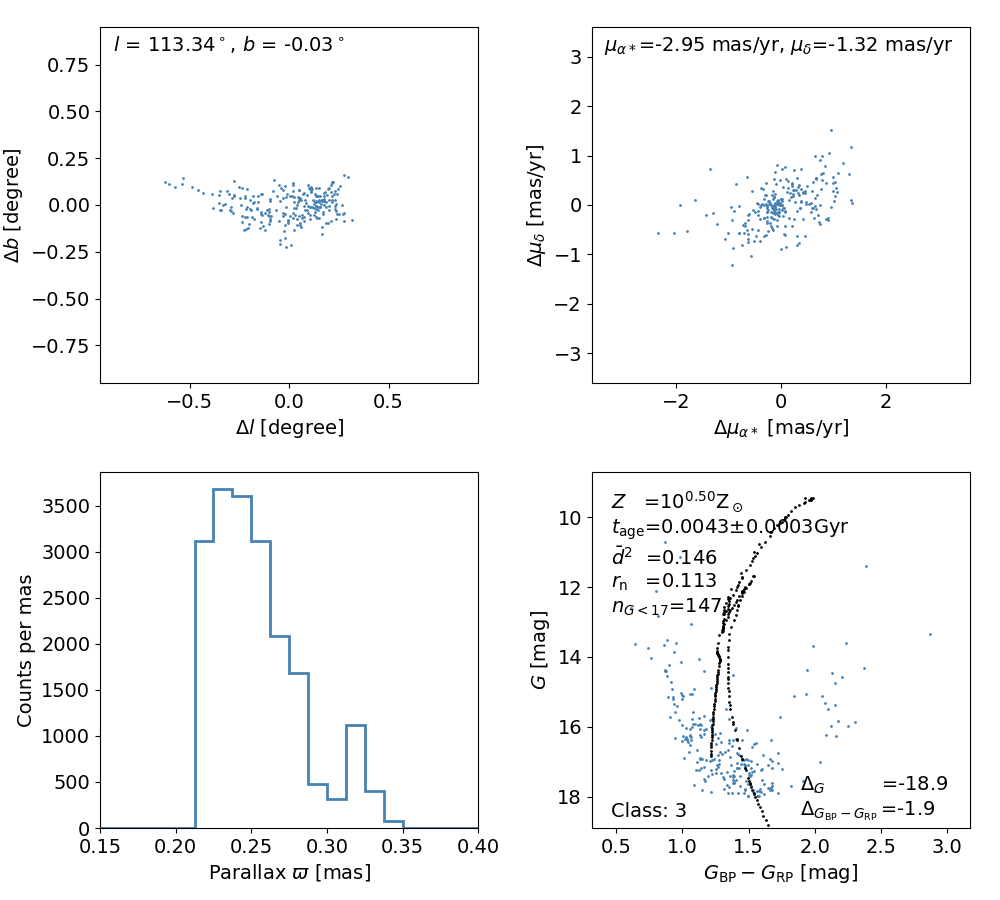 l = 113.34°, b = -0.03°
0.75
0.50
0.25
0.00
−0.25
−0.50
−0.75
Δb [degree]
−0.5 0.0 0.5
Δl [degree]
μα*=-2.95 mas/yr, μδ=-1.32 mas/yr
3
2
1
0
−1
−2
−3
Δμδ [mas/yr]
−2 0 2
Δμα* [mas/yr]
3500
3000
2500
2000
1500
1000
500
0
Counts per mas
0.15 0.20 0.25 0.30 0.35 0.40
Parallax ϖ [mas]
Z =10^0.50 Z⊙
t_age=0.0043±0.0003Gyr
d̄² =0.146
r_n =0.113
n_G<17=147
10
12
14
16
18
G [mag]
Δ_G =-18.9
Δ_GBP−GRP=-1.9
Class: 3
0.5 1.0 1.5 2.0 2.5 3.0
G_BP − G_RP [mag]